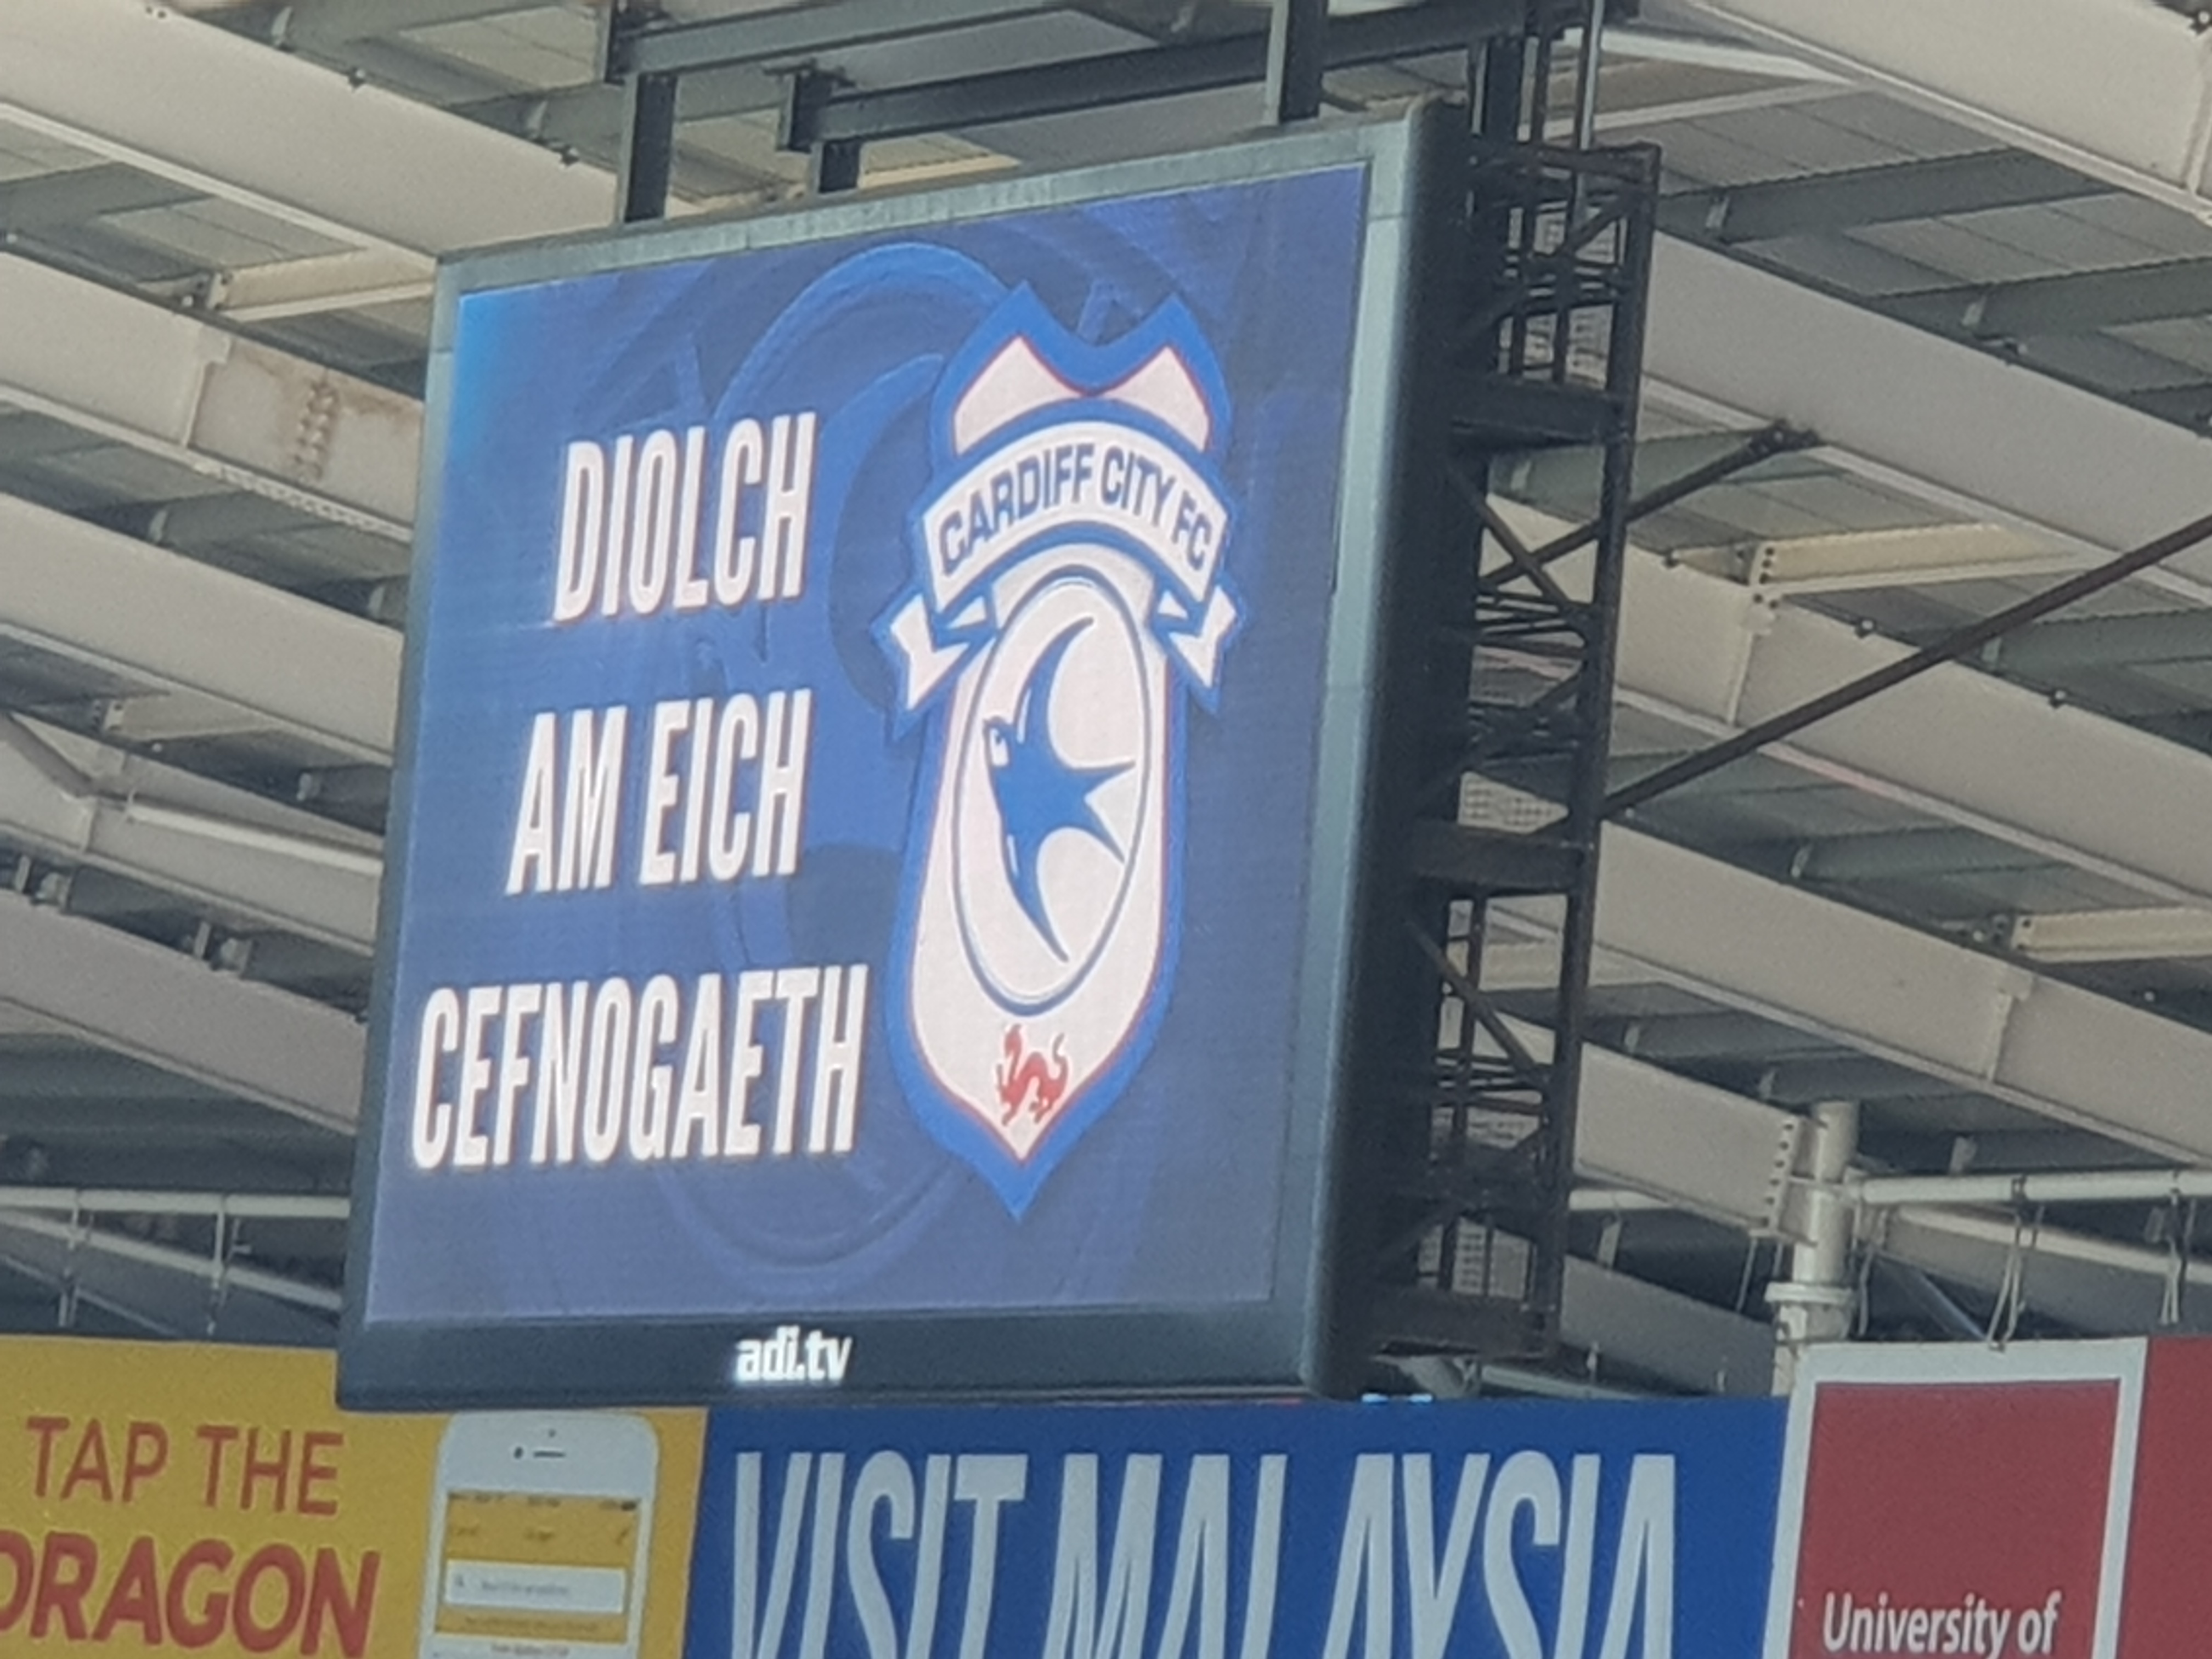 DIOLCH
AM EICH
CEFNOGAETH
CARDIFF CITY FC
adi.tv
TAP THE
DRAGON
VISIT MALAYSIA
University of